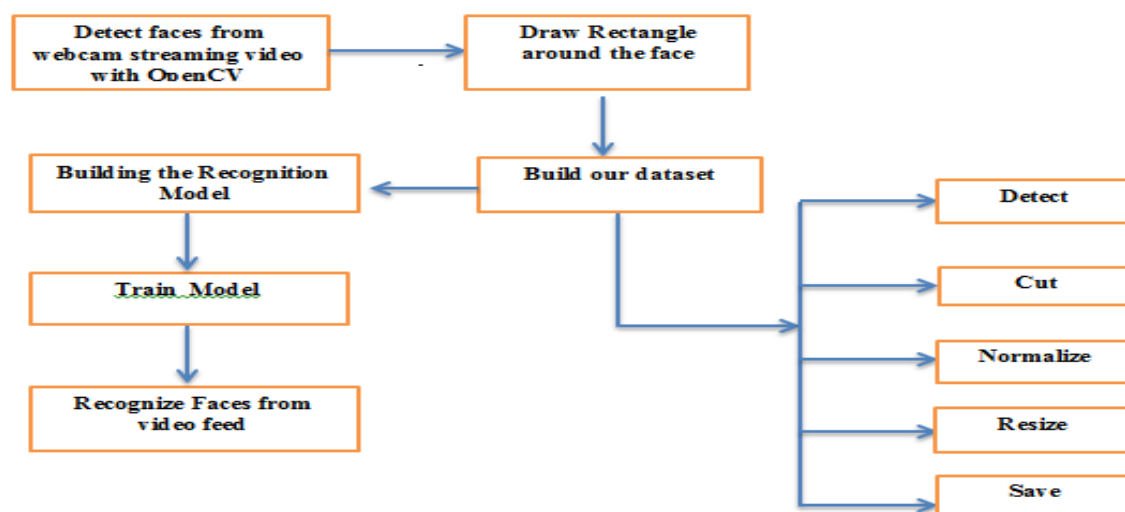 Detect faces from
webcam streaming video
with OpenCV
Draw Rectangle
around the face
Building the Recognition
Model
Build our dataset
Detect
Train Model
Cut
Normalize
Recognize Faces from
video feed
Resize
Save